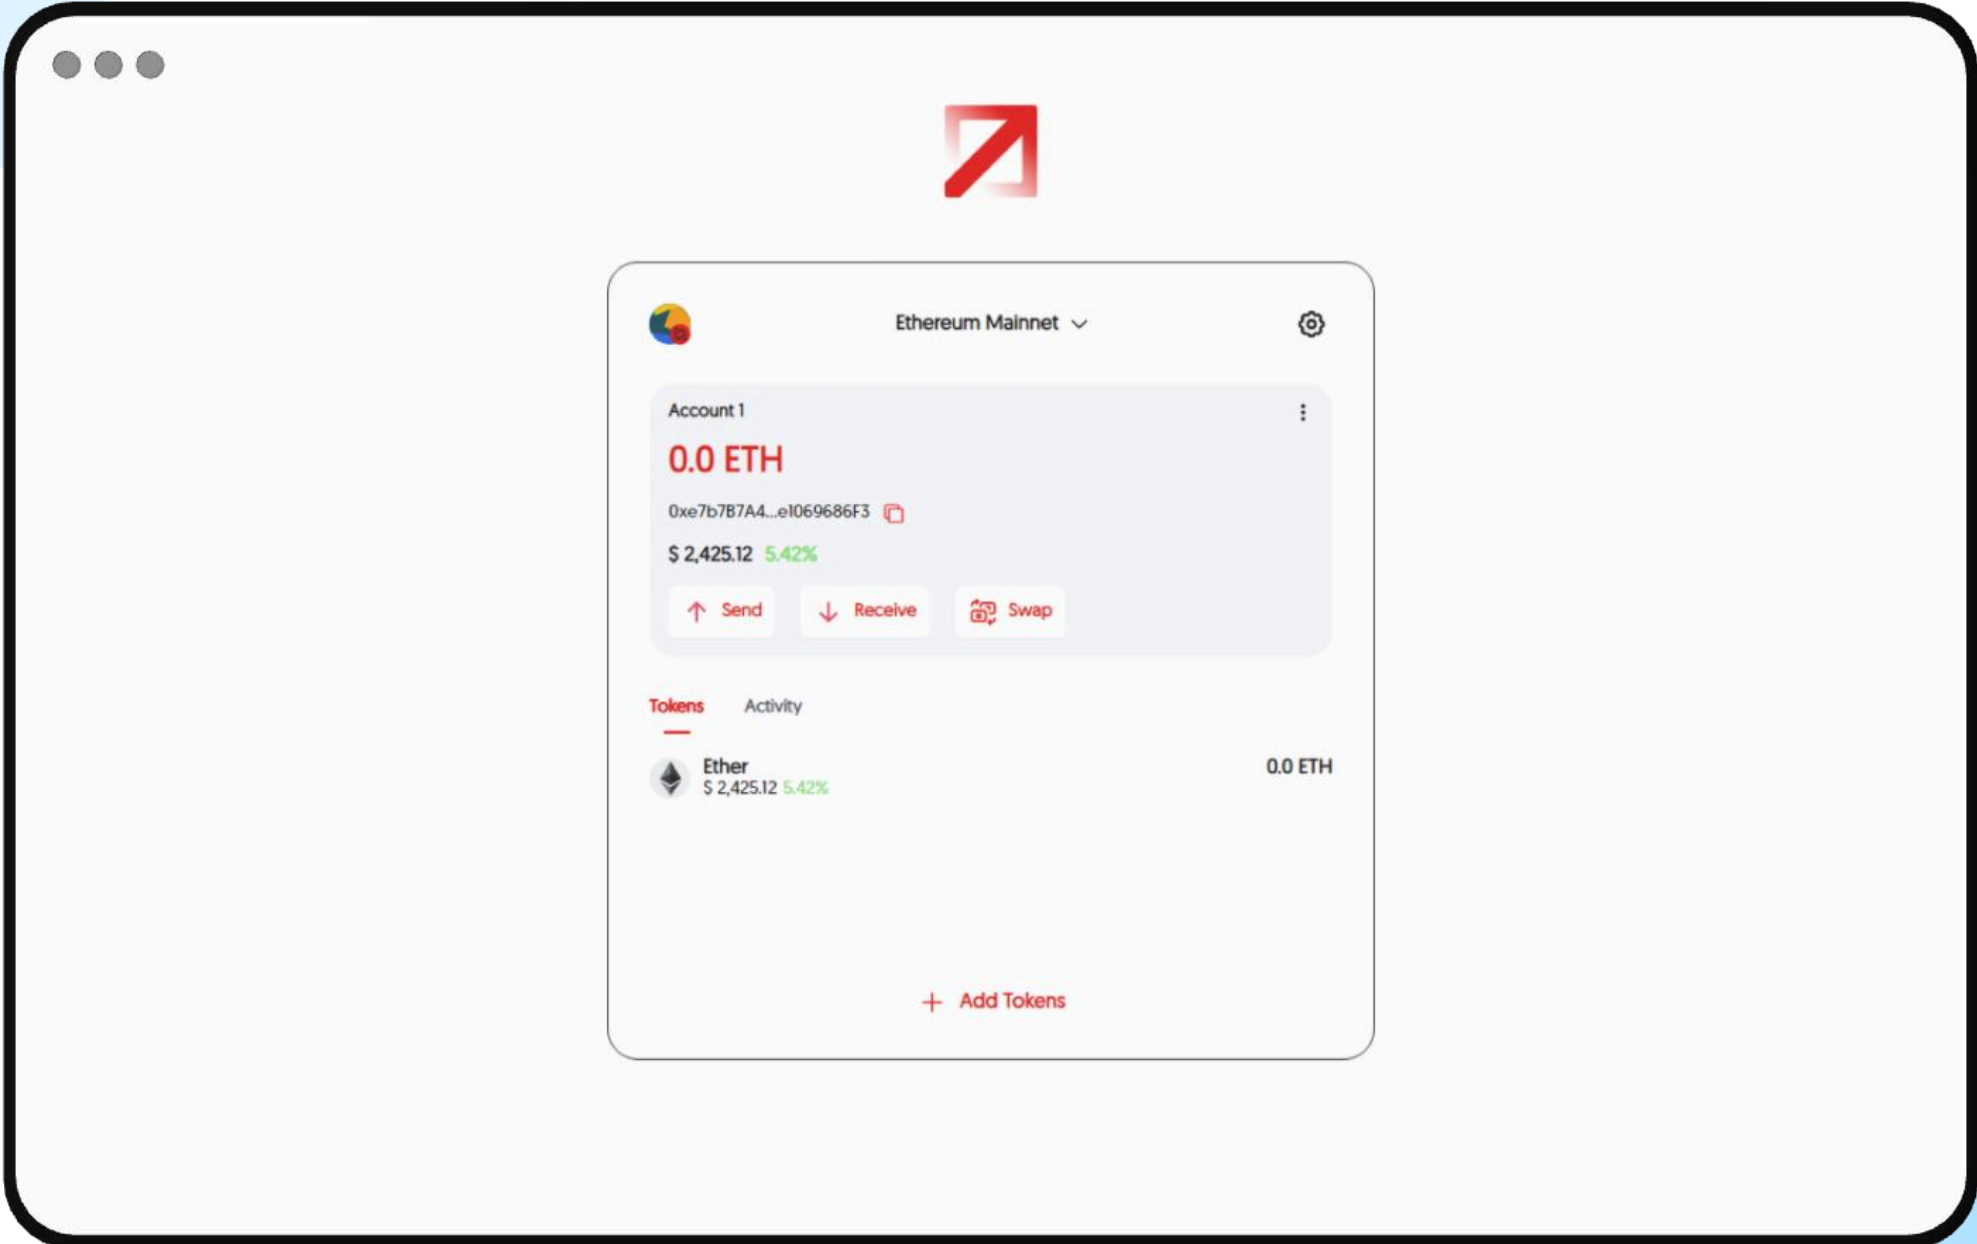 Ethereum Mainnet
Account 1
0.0 ETH
0xe7b7B7A4...e1069686F3
$ 2,425.12 5.42%
Send Receive Swap
Tokens Activity
Ether 0.0 ETH
$ 2,425.12 5.42%
Add Tokens